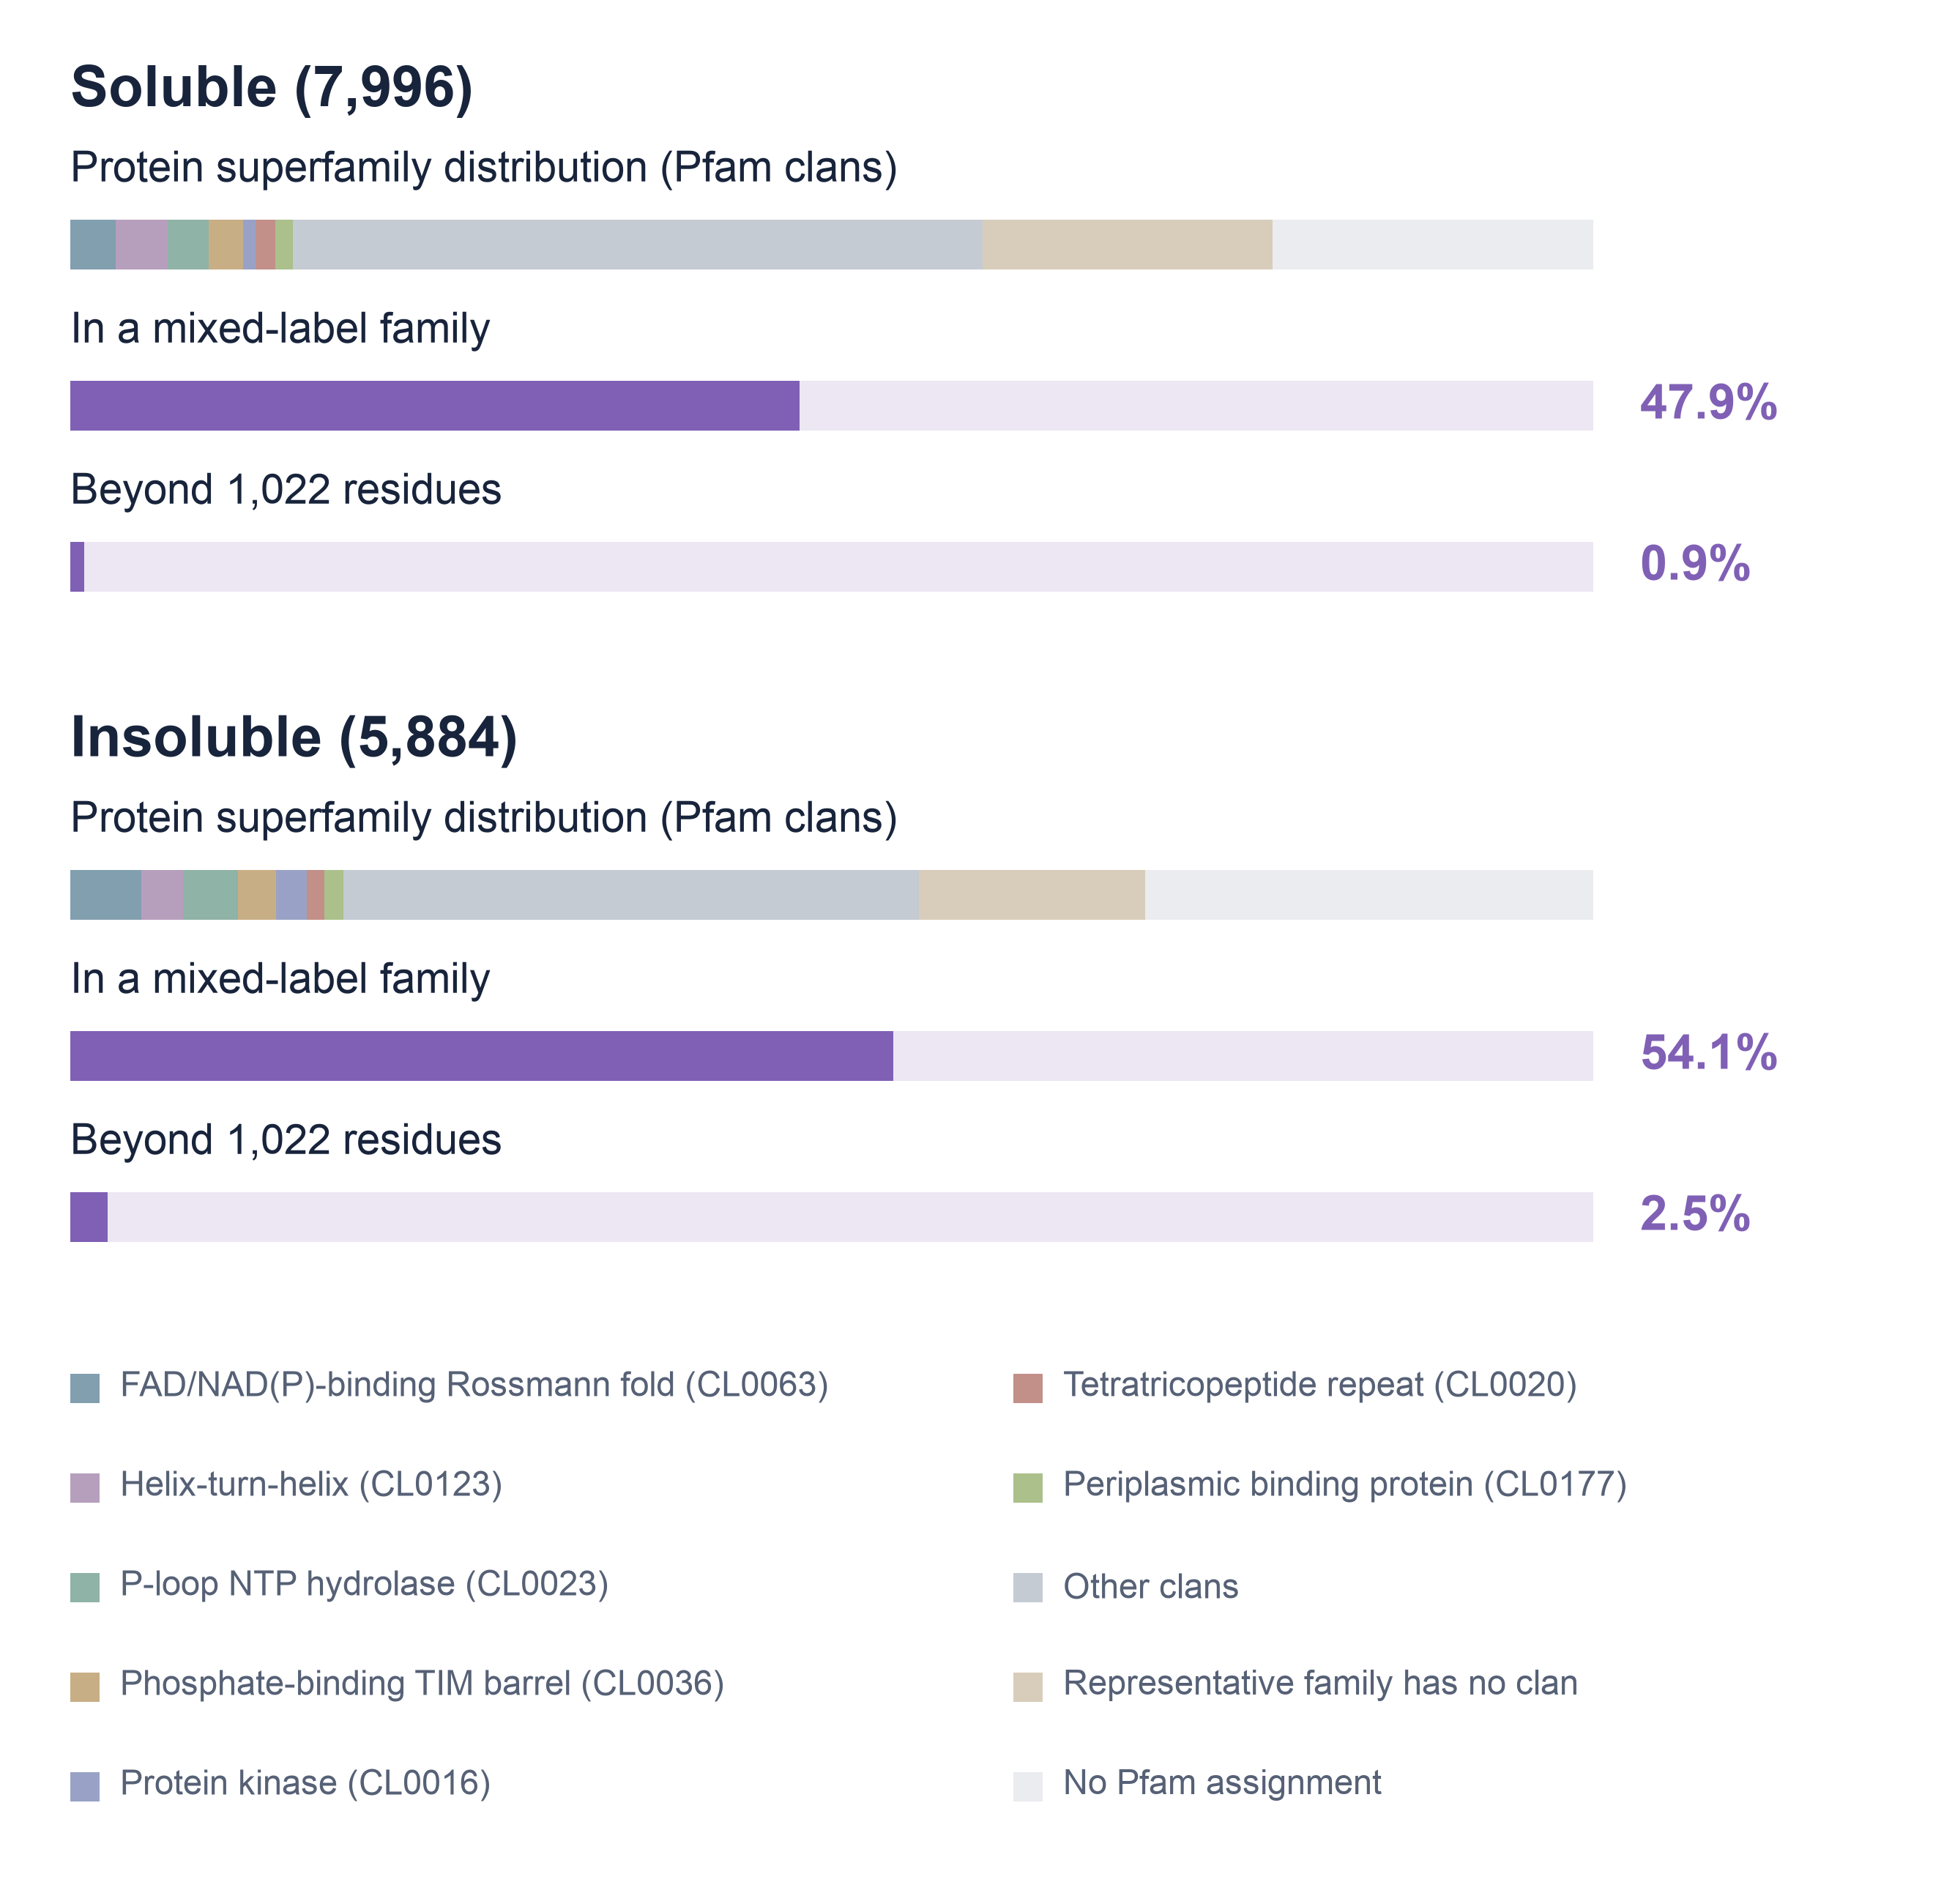 Soluble (7,996)
Protein superfamily distribution (Pfam clans)
In a mixed-label family
47.9%
Beyond 1,022 residues
0.9%
Insoluble (5,884)
Protein superfamily distribution (Pfam clans)
In a mixed-label family
54.1%
Beyond 1,022 residues
2.5%
FAD/NAD(P)-binding Rossmann fold (CL0063)
Helix-turn-helix (CL0123)
P-loop NTP hydrolase (CL0023)
Phosphate-binding TIM barrel (CL0036)
Protein kinase (CL0016)
Tetratricopeptide repeat (CL0020)
Periplasmic binding protein (CL0177)
Other clans
Representative family has no clan
No Pfam assignment